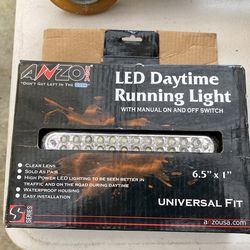 ANZO USA
"DON'T GET LEFT IN THE DARK"
LED Daytime
Running Light
WITH MANUAL ON AND OFF SWITCH
• CLEAR LENS
• SOLD AS PAIR
• HIGH POWER LED LIGHTING TO BE SEEN BETTER IN
TRAFFIC AND ON THE ROAD DURING DAYTIME
• WATERPROOF HOUSING
• EASY INSTALLATION
6.5" x 1"
SERIES
UNIVERSAL FIT
anzousa.com